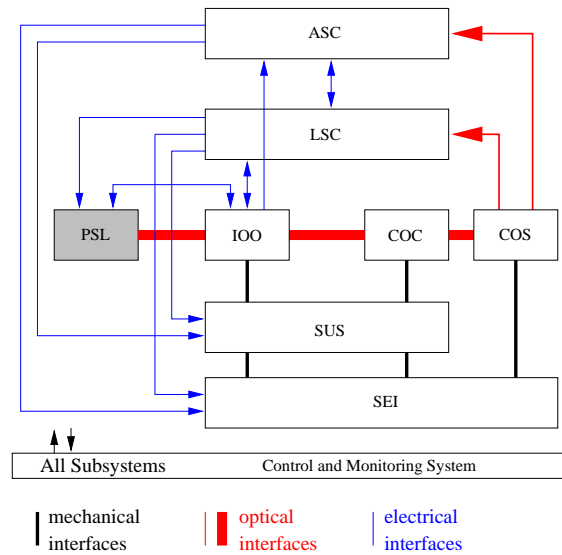 ASC
LSC
PSL
IOO
COC
COS
SUS
SEI
All Subsystems
Control and Monitoring System
mechanical
interfaces
optical
interfaces
electrical
interfaces